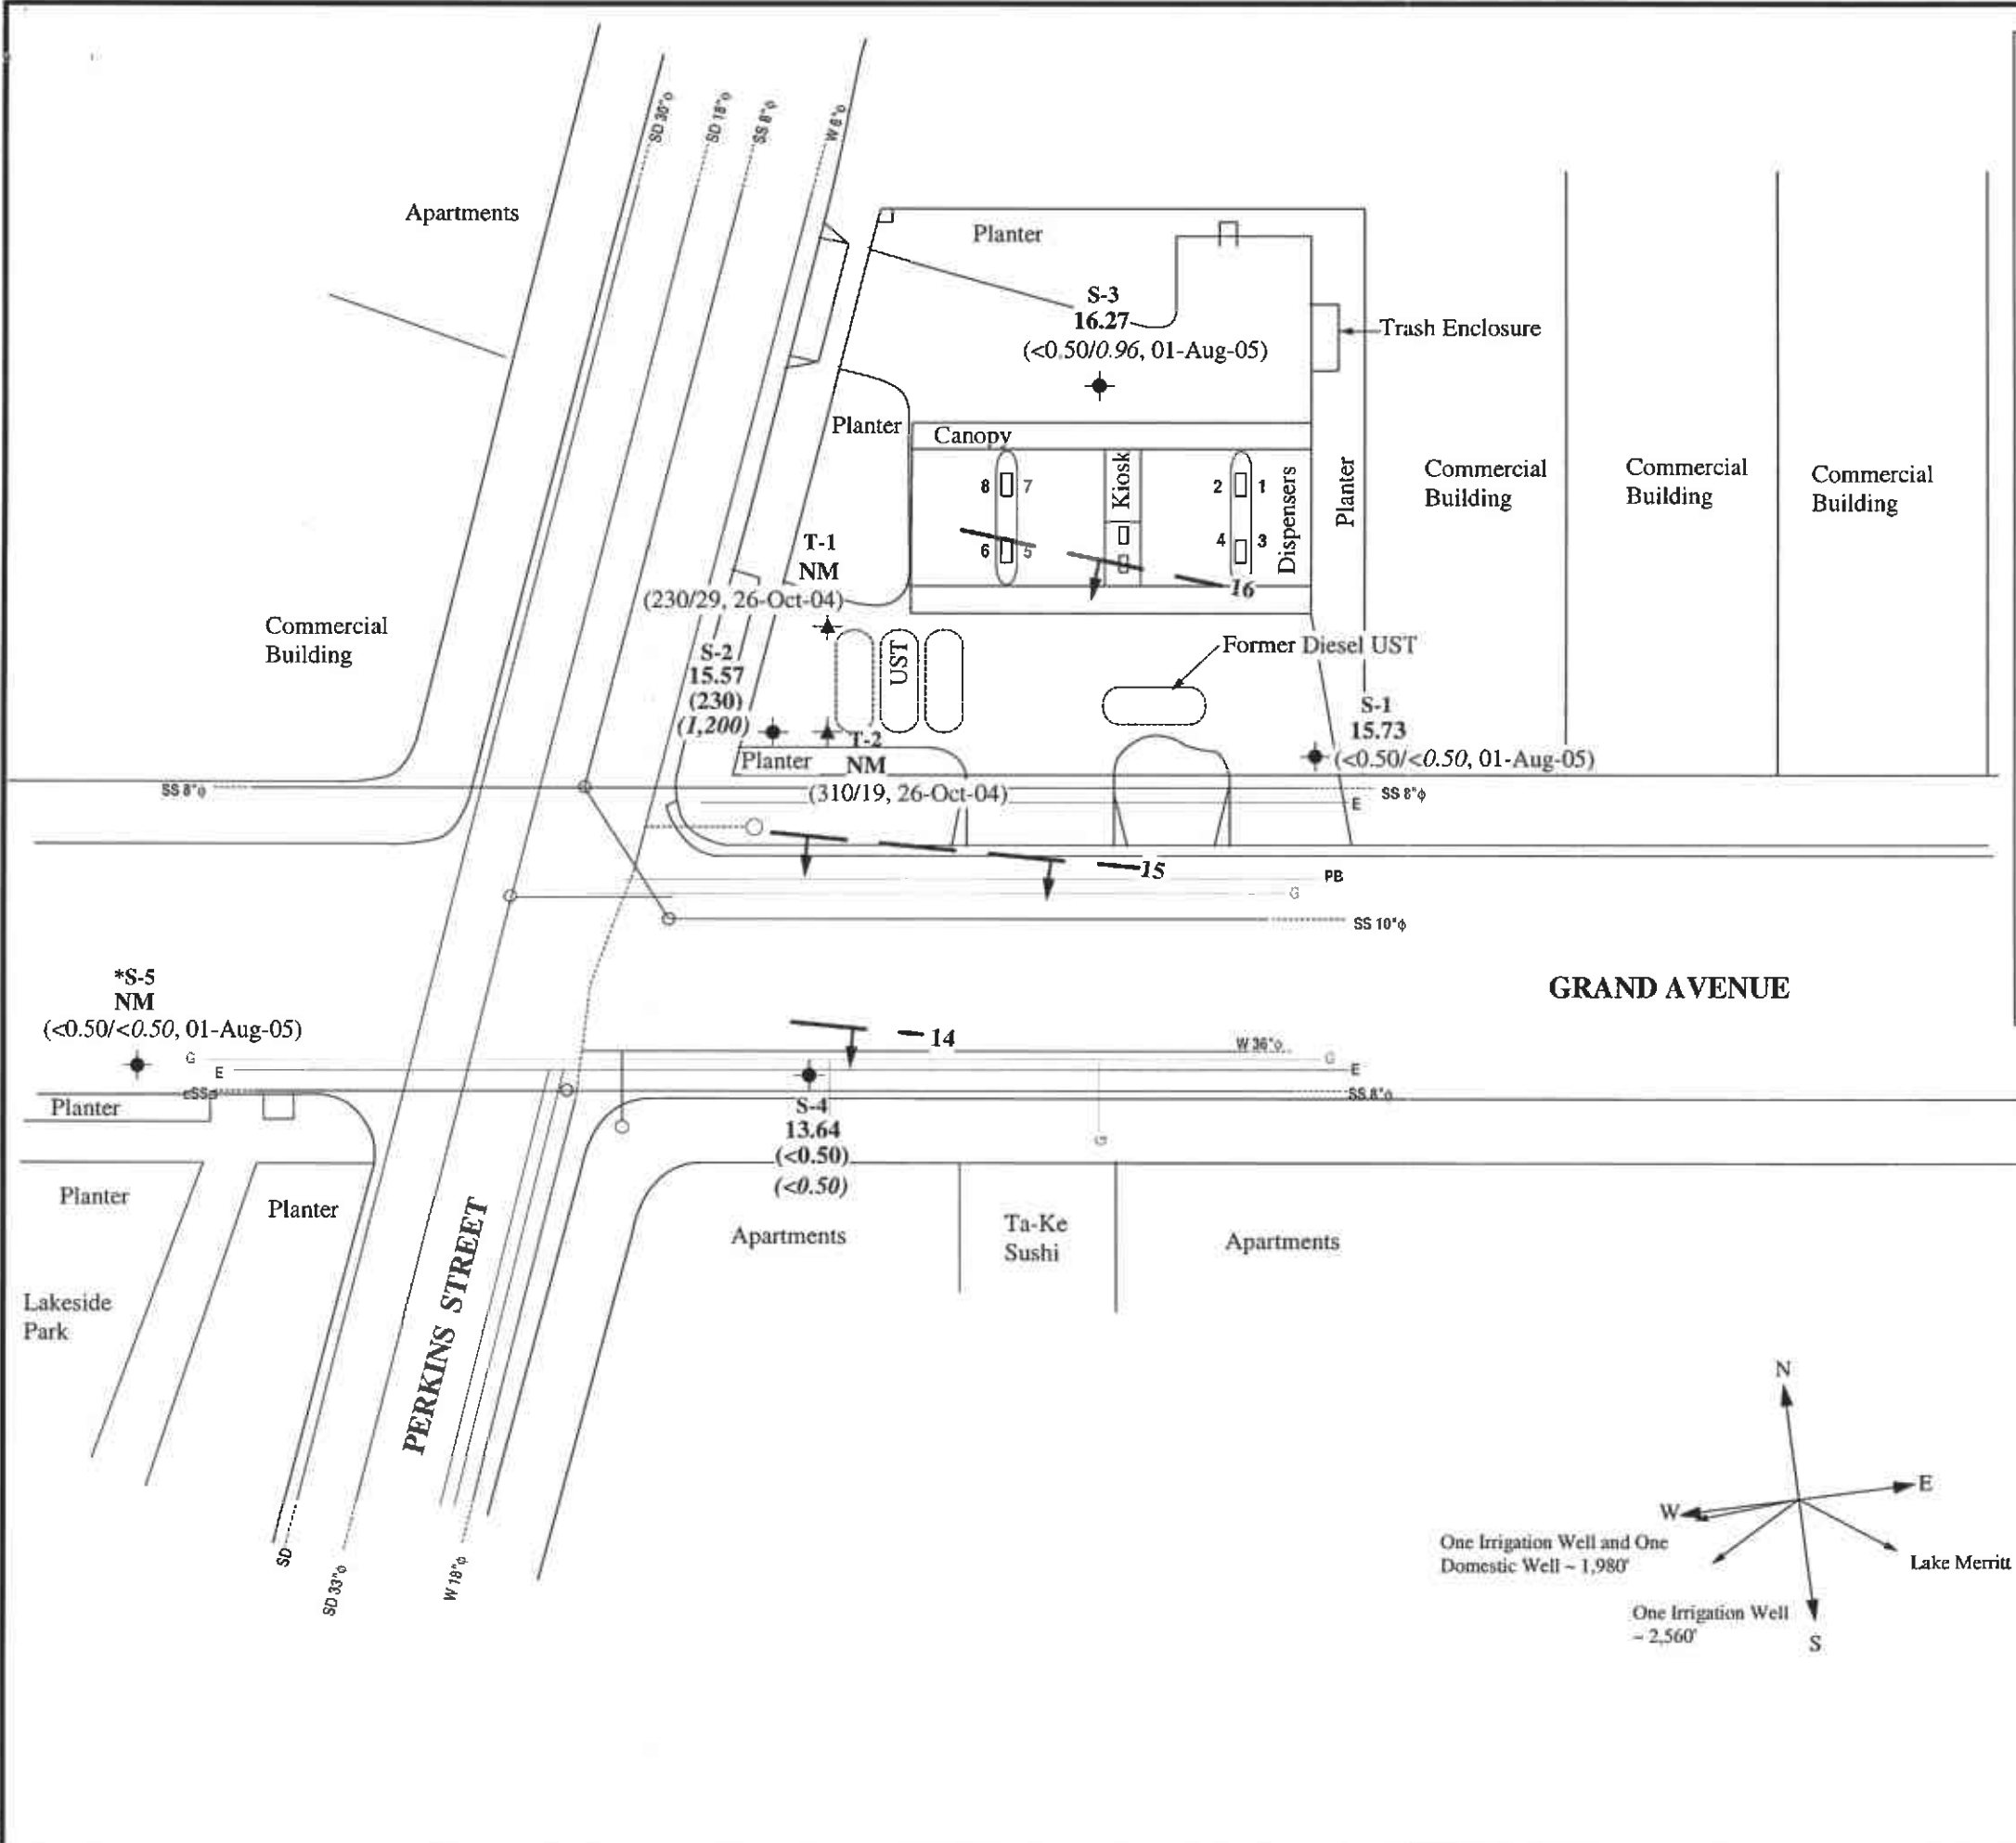 SD 30"φ
SD 18"φ
SS 8"φ
W 8"φ
Apartments
Planter
S-3
16.27
(<0.50/0.96, 01-Aug-05)
Trash Enclosure
Planter
Canopy
8
7
6
5
Kiosk
2
1
4
3
Dispensers
Planter
Commercial
Building
Commercial
Building
Commercial
Building
T-1
NM
(230/29, 26-Oct-04)
16
Commercial
Building
S-2
15.57
(230)
(1,200)
UST
Former Diesel UST
S-1
15.73
(<0.50/<0.50, 01-Aug-05)
T-2
NM
(310/19, 26-Oct-04)
Planter
SS 8"φ
SS 8"φ
E
15
PB
G
SS 10"φ
GRAND AVENUE
*S-5
NM
(<0.50/<0.50, 01-Aug-05)
14
W 36"φ
G
E
SS 8"φ
G
E
SS
Planter
S-4
13.64
(<0.50)
(<0.50)
G
Planter
Planter
Apartments
Ta-Ke
Sushi
Apartments
Lakeside
Park
PERKINS STREET
SD
SD 33"φ
W 18"φ
N
E
W
S
One Irrigation Well and One
Domestic Well ~ 1,980'
Lake Merritt
One Irrigation Well
~ 2,560'